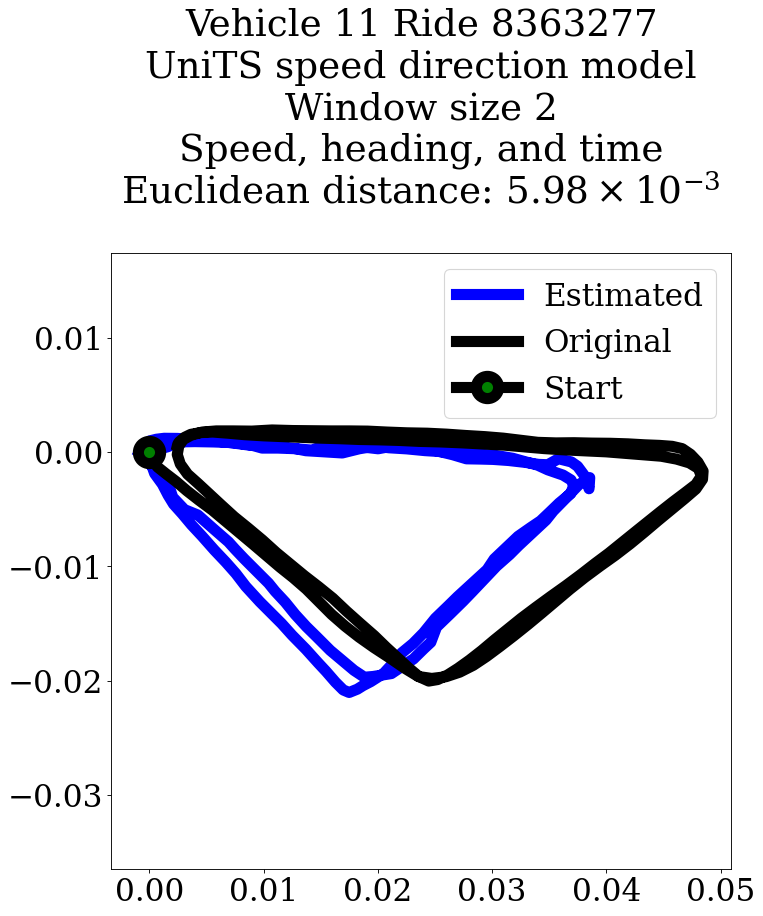 Vehicle 11 Ride 8363277
UniTS speed direction model
Window size 2
Speed, heading, and time
Euclidean distance: 5.98 × 10⁻³
Estimated
Original
Start
0.01
0.00
−0.01
−0.02
−0.03
0.00 0.01 0.02 0.03 0.04 0.05